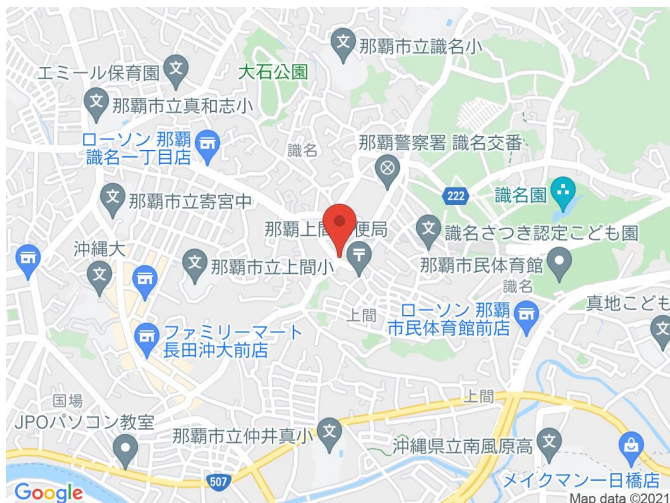 那覇市立識名小
エミール保育園
大石公園
那覇市立真和志小
ローソン 那覇
識名一丁目店
識名
那覇警察署 識名交番
222
識名園
那覇市立寄宮中
那覇上間
便局
識名さつき認定こども園
沖縄大
那覇市立上間小
那覇市民体育館
識名
真地こども
上間
ローソン 那覇
市民体育館前店
ファミリーマート
長田沖大前店
国場
上間
JPOパソコン教室
那覇市立仲井真小
沖縄県立南風原高
507
メイクマン一日橋店
Google
Map data ©202